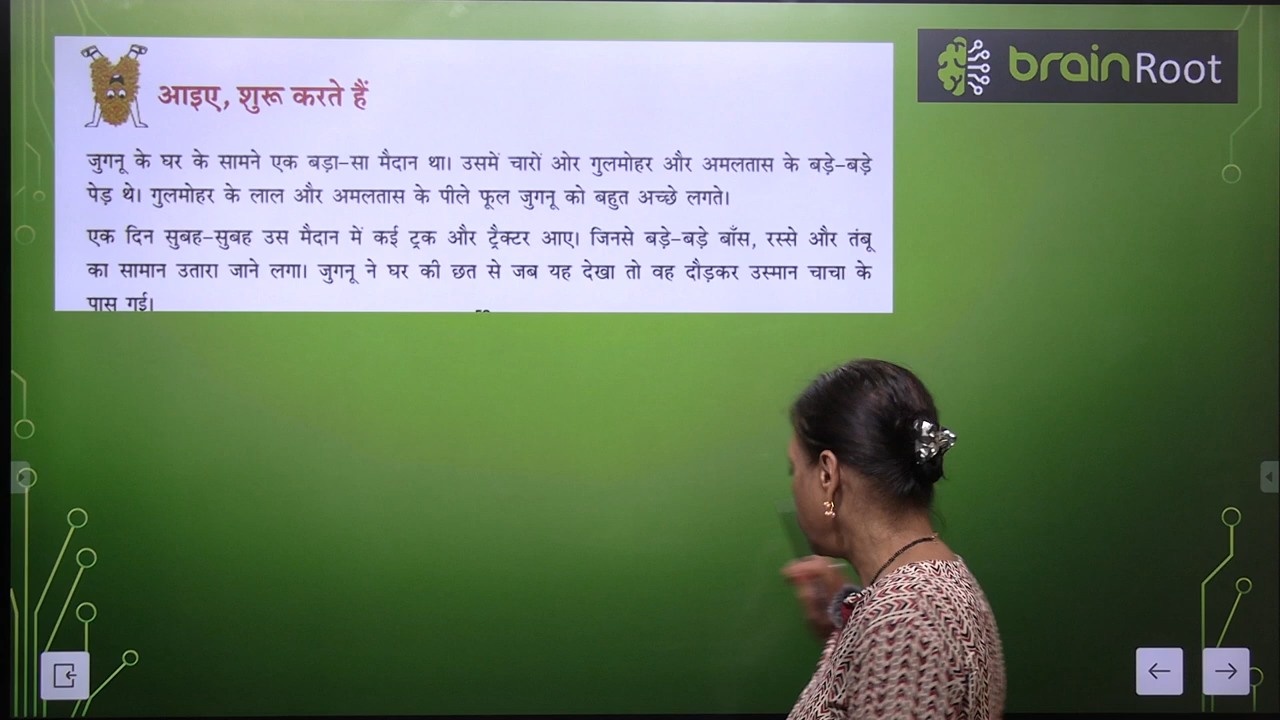 आइए, शुरू करते हैं
brainRoot
जुगनू के घर के सामने एक बड़ा-सा मैदान था। उसमें चारों ओर गुलमोहर और अमलतास के बड़े-बड़े
पेड़ थे। गुलमोहर के लाल और अमलतास के पीले फूल जुगनू को बहुत अच्छे लगते।
एक दिन सुबह-सुबह उस मैदान में कई ट्रक और ट्रैक्टर आए। जिनसे बड़े-बड़े बाँस, रस्से और तंबू
का सामान उतारा जाने लगा। जुगनू ने घर की छत से जब यह देखा तो वह दौड़कर उस्मान चाचा के
पास गई।